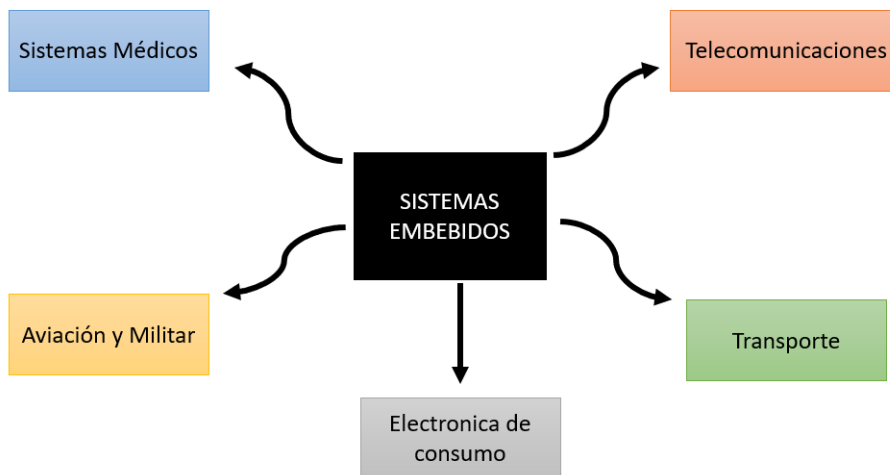 Sistemas Médicos
Telecomunicaciones
SISTEMAS
EMBEBIDOS
Aviación y Militar
Transporte
Electronica de
consumo